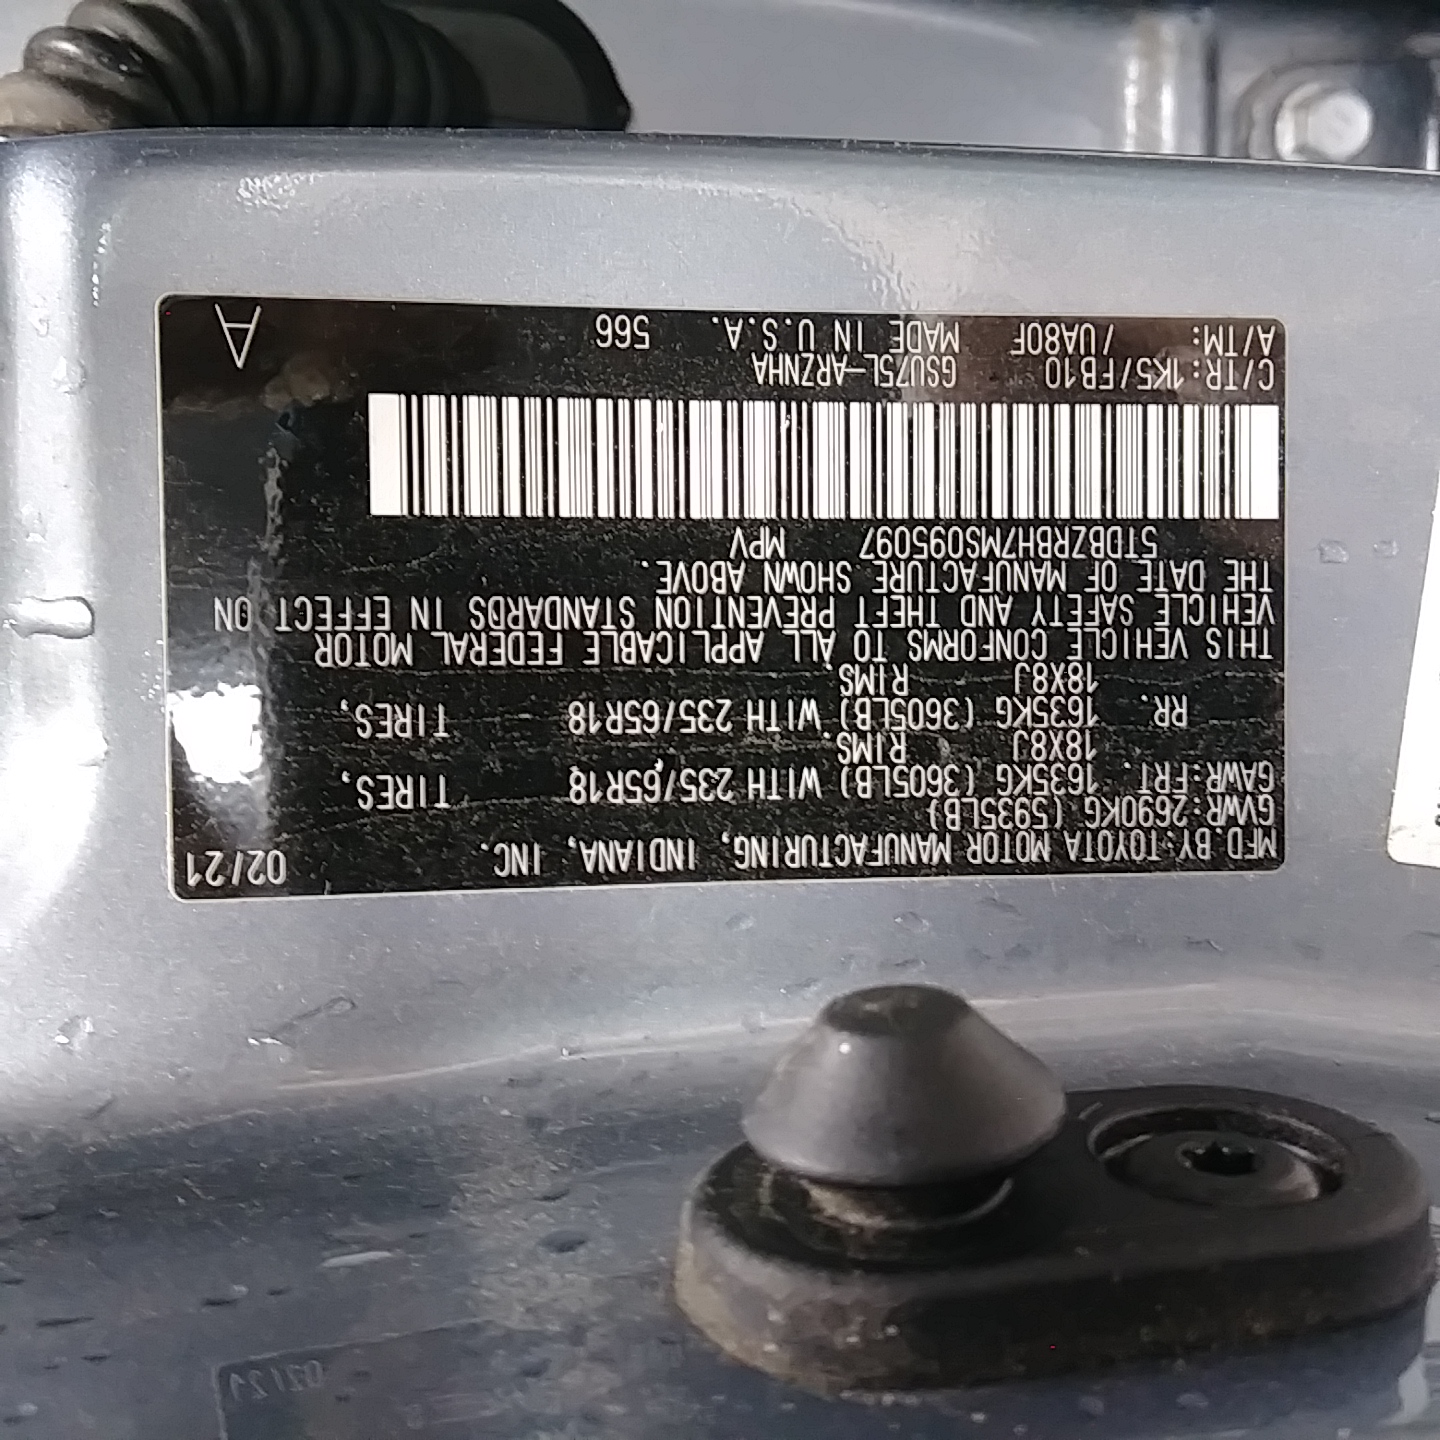 MFD.BY:TOYOTA MOTOR MANUFACTURING, INDIANA, INC. 02/21
GVWR:2690KG (5935LB)
GAWR:FRT. 1635KG (3605LB) WITH 235/65R18 TIRES,
18X8J RIMS.
RR. 1635KG (3605LB) WITH 235/65R18 TIRES,
18X8J RIMS.
THIS VEHICLE CONFORMS TO ALL APPLICABLE FEDERAL MOTOR
VEHICLE SAFETY AND THEFT PREVENTION STANDARDS IN EFFECT ON
THE DATE OF MANUFACTURE SHOWN ABOVE.
5TDBZRBH7MS095097 MPV
C/TR:1K5/FB10 GSU75L-ARZNHA
A/TM: /UA80F MADE IN U.S.A. 566 A